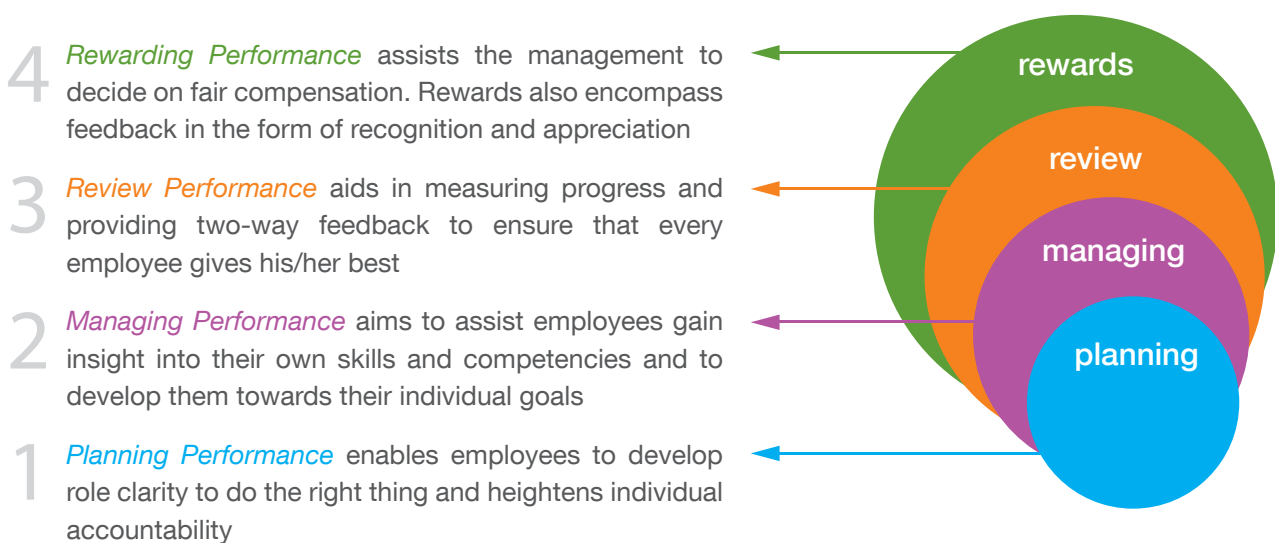 4
Rewarding Performance assists the management to
decide on fair compensation. Rewards also encompass
feedback in the form of recognition and appreciation
3
Review Performance aids in measuring progress and
providing two-way feedback to ensure that every
employee gives his/her best
2
Managing Performance aims to assist employees gain
insight into their own skills and competencies and to
develop them towards their individual goals
1
Planning Performance enables employees to develop
role clarity to do the right thing and heightens individual
accountability
rewards
review
managing
planning